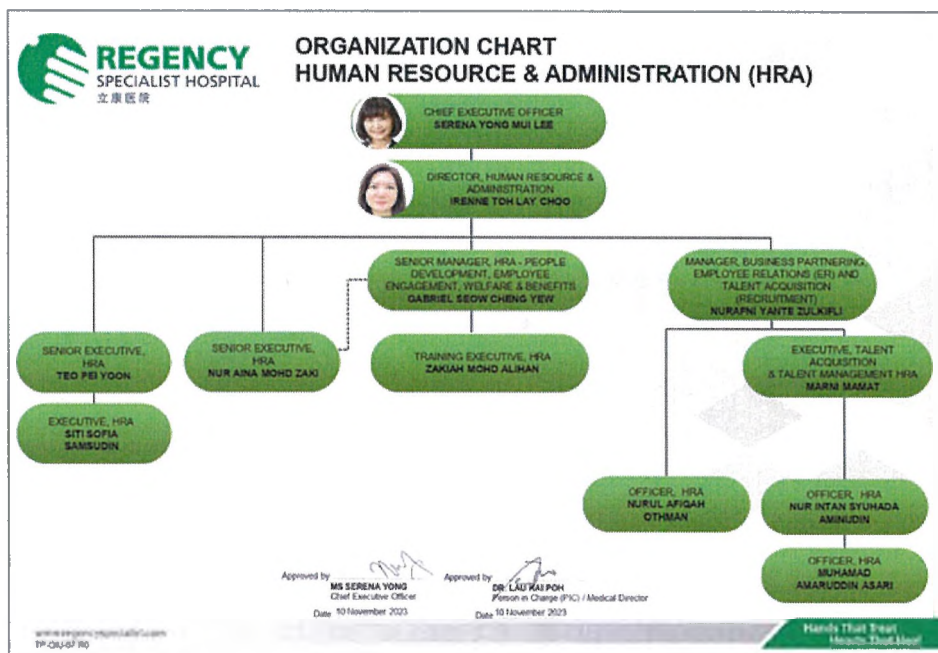 REGENCY
SPECIALIST HOSPITAL
立康医院
ORGANIZATION CHART
HUMAN RESOURCE & ADMINISTRATION (HRA)
CHIEF EXECUTIVE OFFICER
SERENA YONG MUI LEE
DIRECTOR, HUMAN RESOURCE &
ADMINISTRATION
IRENNE TOH LAY CHOO
SENIOR MANAGER, HRA - PEOPLE
DEVELOPMENT, EMPLOYEE
ENGAGEMENT, WELFARE & BENEFITS
GABRIEL SEOW CHENG YEW
MANAGER, BUSINESS PARTNERING,
EMPLOYEE RELATIONS (ER) AND
TALENT ACQUISITION
(RECRUITMENT)
NURAFNI YANTE ZULKIFLI
SENIOR EXECUTIVE,
HRA
TEO PEI YOON
SENIOR EXECUTIVE,
HRA
NUR AINA MOHD ZAKI
TRAINING EXECUTIVE, HRA
ZAKIAH MOHD ALIHAN
EXECUTIVE, TALENT
ACQUISITION
& TALENT MANAGEMENT HRA
MARNI MAMAT
EXECUTIVE, HRA
SITI SOFIA
SAMSUDIN
OFFICER, HRA
NURUL AFIQAH
OTHMAN
OFFICER, HRA
NUR INTAN SYUHADA
AMINUDIN
OFFICER, HRA
MUHAMAD
AMARUDDIN ASARI
Approved by
MS SERENA YONG
Chief Executive Officer
Date 10 November 2023
Approved by
DR. LAU KAI POH
Person in Charge (PIC) / Medical Director
Date 10 November 2023
www.regencyspecialist.com
Hands That Treat
Hearts That Heal